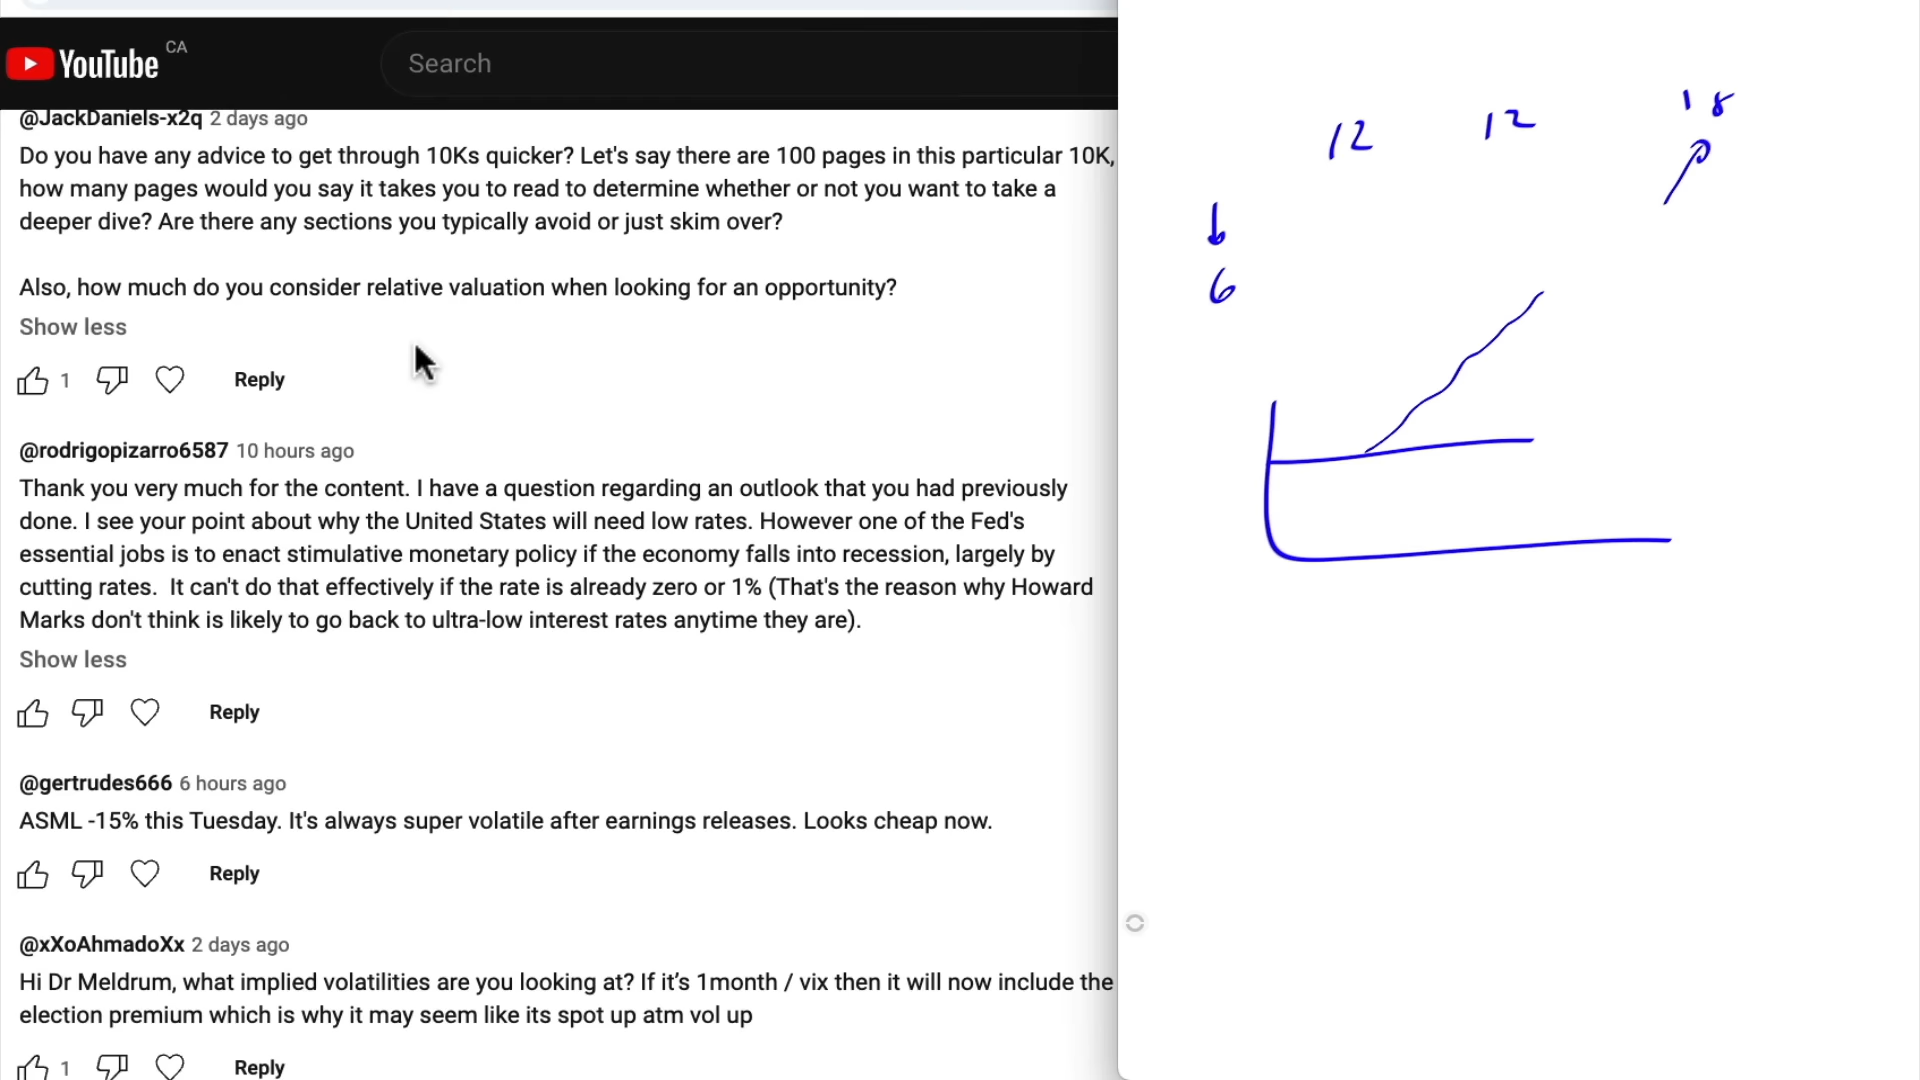 YouTube CA
Search
@JackDaniels-x2q 2 days ago
Do you have any advice to get through 10Ks quicker? Let's say there are 100 pages in this particular 10K,
how many pages would you say it takes you to read to determine whether or not you want to take a
deeper dive? Are there any sections you typically avoid or just skim over?
Also, how much do you consider relative valuation when looking for an opportunity?
Show less
1 Reply
@rodrigopizarro6587 10 hours ago
Thank you very much for the content. I have a question regarding an outlook that you had previously
done. I see your point about why the United States will need low rates. However one of the Fed's
essential jobs is to enact stimulative monetary policy if the economy falls into recession, largely by
cutting rates.  It can't do that effectively if the rate is already zero or 1% (That's the reason why Howard
Marks don't think is likely to go back to ultra-low interest rates anytime they are).
Show less
Reply
@gertrudes666 6 hours ago
ASML -15% this Tuesday. It's always super volatile after earnings releases. Looks cheap now.
Reply
@xXoAhmadoXx 2 days ago
Hi Dr Meldrum, what implied volatilities are you looking at? If it’s 1month / vix then it will now include the
election premium which is why it may seem like its spot up atm vol up
1 Reply
12 12 18
6